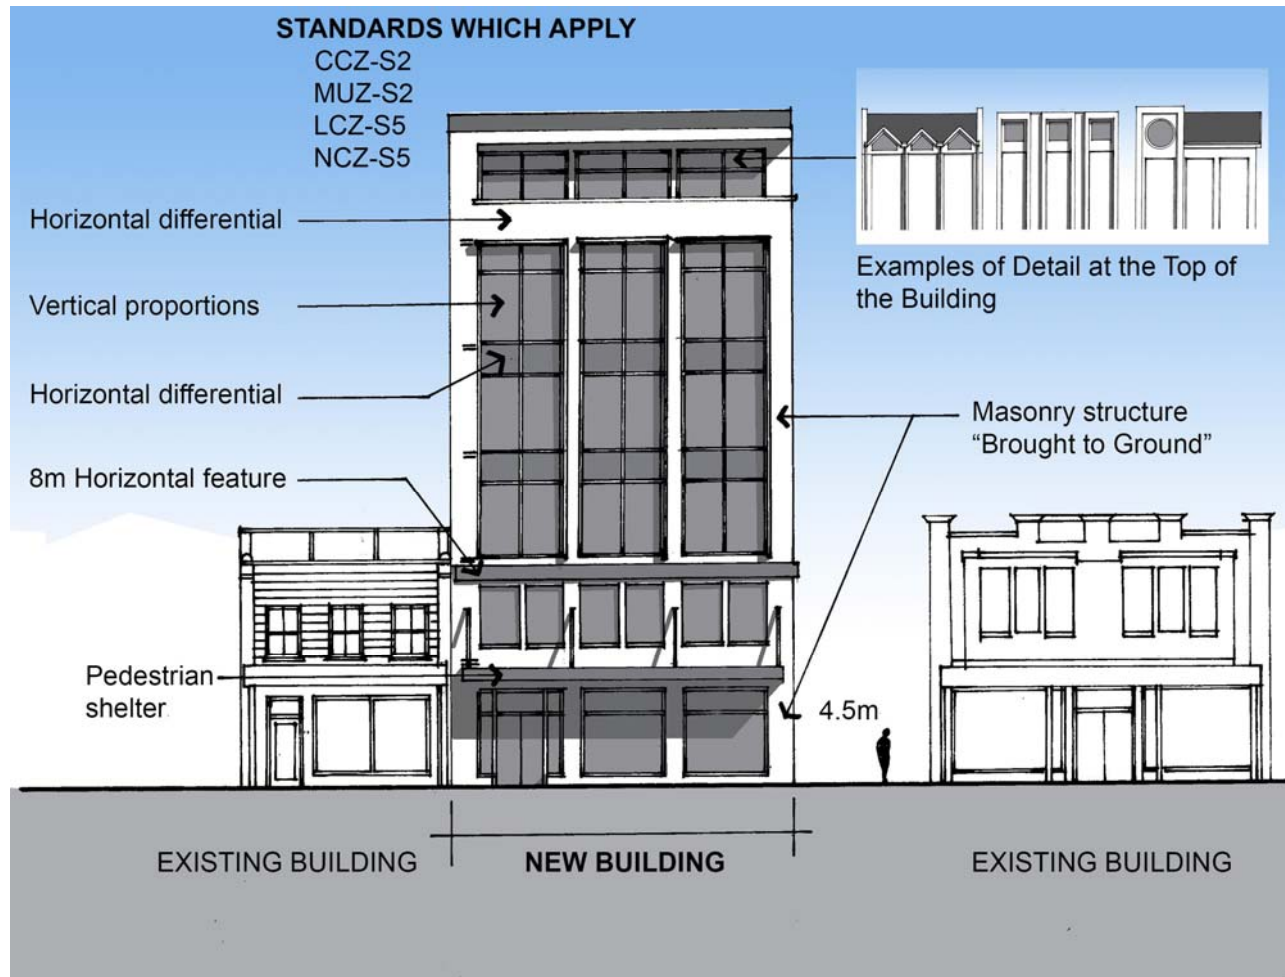 STANDARDS WHICH APPLY
CCZ-S2
MUZ-S2
LCZ-S5
NCZ-S5
Horizontal differential
Vertical proportions
Horizontal differential
8m Horizontal feature
Pedestrian
shelter
Examples of Detail at the Top of
the Building
Masonry structure
“Brought to Ground”
4.5m
EXISTING BUILDING
NEW BUILDING
EXISTING BUILDING